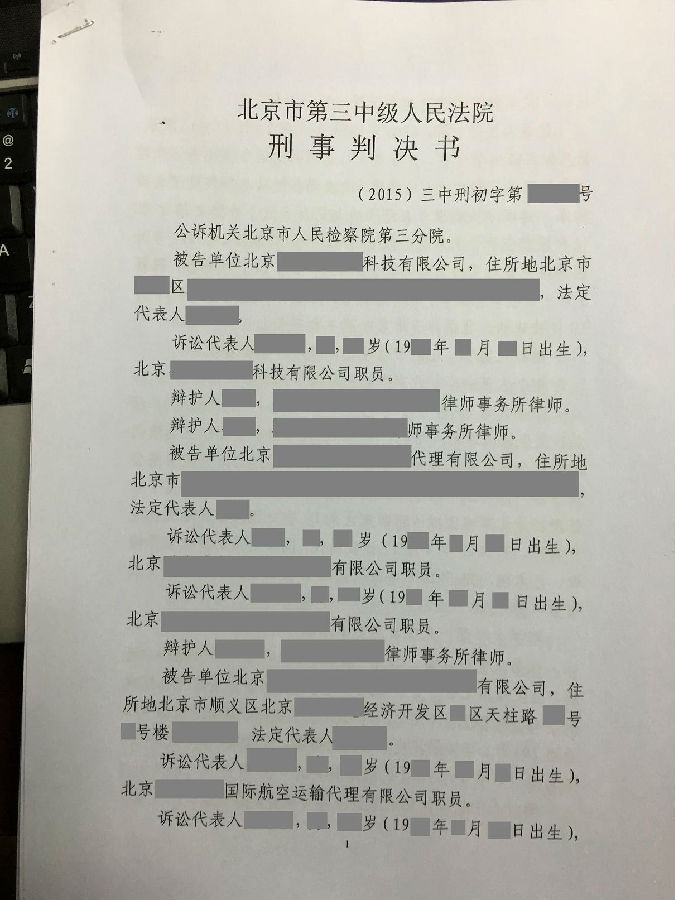 北京市第三中级人民法院
刑事判决书
(2015)三中刑初字第 号
公诉机关北京市人民检察院第三分院。
被告单位北京 科技有限公司，住所地北京市
区 ，法定
代表人 。
诉讼代表人 ， ， 岁(19 年 月 日出生)，
北京 科技有限公司职员。
辩护人 ， 律师事务所律师。
辩护人 ， 师事务所律师。
被告单位北京 代理有限公司，住所地
北京市 ，
法定代表人 。
诉讼代表人 ， ， 岁(19 年 月 日出生)，
北京 有限公司职员。
诉讼代表人 ， ， 岁(19 年 月 日出生)，
北京 有限公司职员。
辩护人 ， 律师事务所律师。
被告单位北京 有限公司，住
所地北京市顺义区北京 经济开发区 区天柱路 号
号楼 法定代表人 。
诉讼代表人 ， ， 岁(19 年 月 日出生)，
北京 国际航空运输代理有限公司职员。
诉讼代表人 ， ， 岁(19 年 月 日出生)，
1
@
2
A
Z